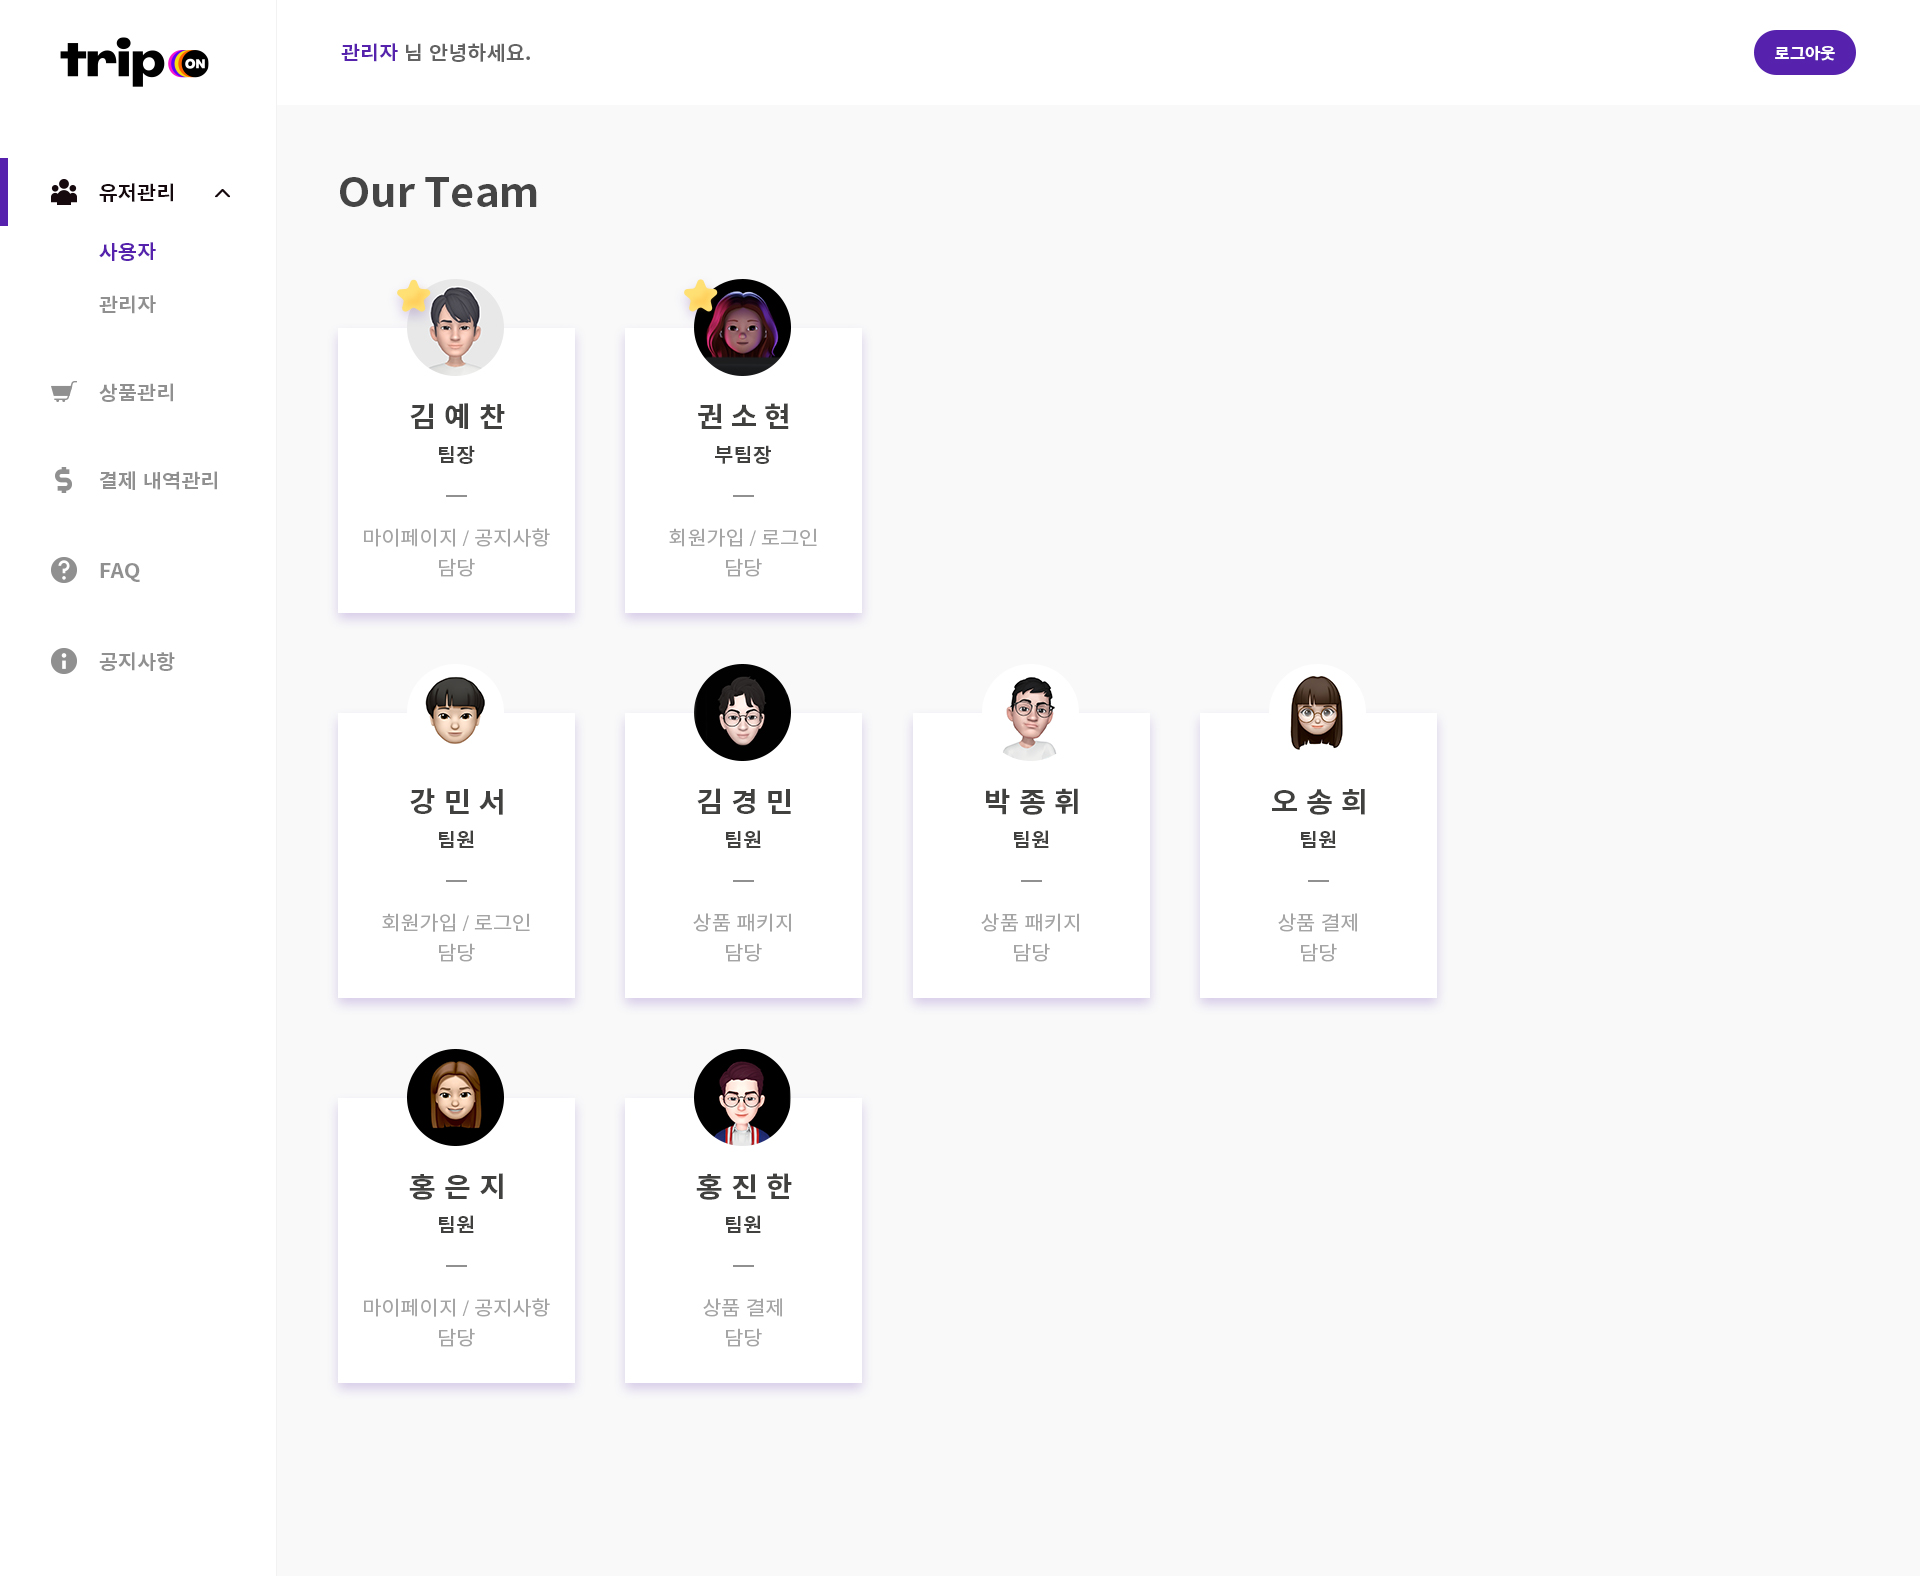 trip ON
관리자 님 안녕하세요.
로그아웃
유저관리
사용자
관리자
상품관리
결제 내역관리
FAQ
공지사항
Our Team
김 예 찬
팀장
마이페이지 / 공지사항
담당
권 소 현
부팀장
회원가입 / 로그인
담당
강 민 서
팀원
회원가입 / 로그인
담당
김 경 민
팀원
상품 패키지
담당
박 종 휘
팀원
상품 패키지
담당
오 송 희
팀원
상품 결제
담당
홍 은 지
팀원
마이페이지 / 공지사항
담당
홍 진 한
팀원
상품 결제
담당